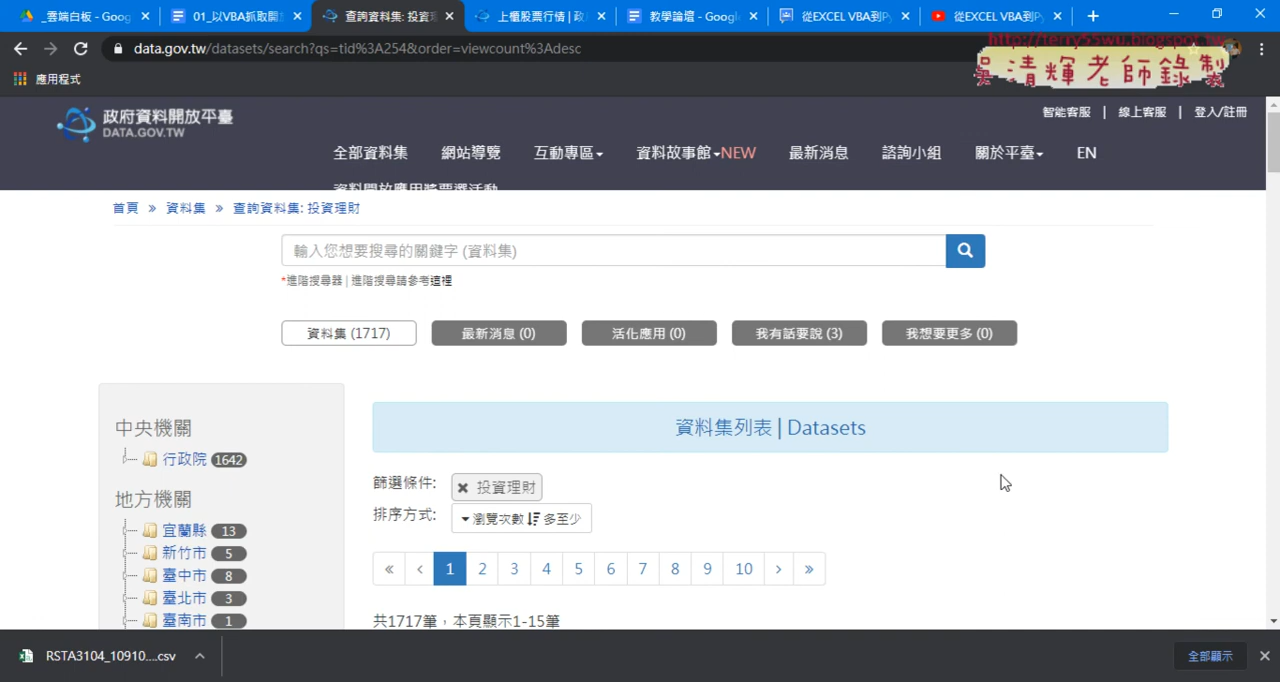 _雲端白板 - Goog
01_以VBA抓取開
查詢資料集: 投資理
上櫃股票行情 | 政
教學論壇 - Google
從EXCEL VBA到P
從EXCEL VBA到Py
data.gov.tw/datasets/search?qs=tid%3A254&order=viewcount%3Adesc
http://terry55wu.blogspot.tw
吳清輝老師錄製
應用程式
政府資料開放平臺
DATA.GOV.TW
智能客服 | 線上客服 | 登入/註冊
全部資料集 網站導覽 互動專區 資料故事館 NEW 最新消息 諮詢小組 關於平臺 EN
資料開放應用獎票選活動
首頁 » 資料集 » 查詢資料集: 投資理財
輸入您想要搜尋的關鍵字 (資料集)
*進階搜尋器 | 進階搜尋請參考這裡
資料集 (1717)
最新消息 (0)
活化應用 (0)
我有話要說 (3)
我想要更多 (0)
中央機關
行政院 1642
地方機關
宜蘭縣 13
新竹市 5
臺中市 8
臺北市 3
臺南市 1
資料集列表 | Datasets
篩選條件: ✖ 投資理財
排序方式: 瀏覽次數 多至少
« ‹ 1 2 3 4 5 6 7 8 9 10 › »
共1717筆，本頁顯示1-15筆
RSTA3104_10910....csv
全部顯示